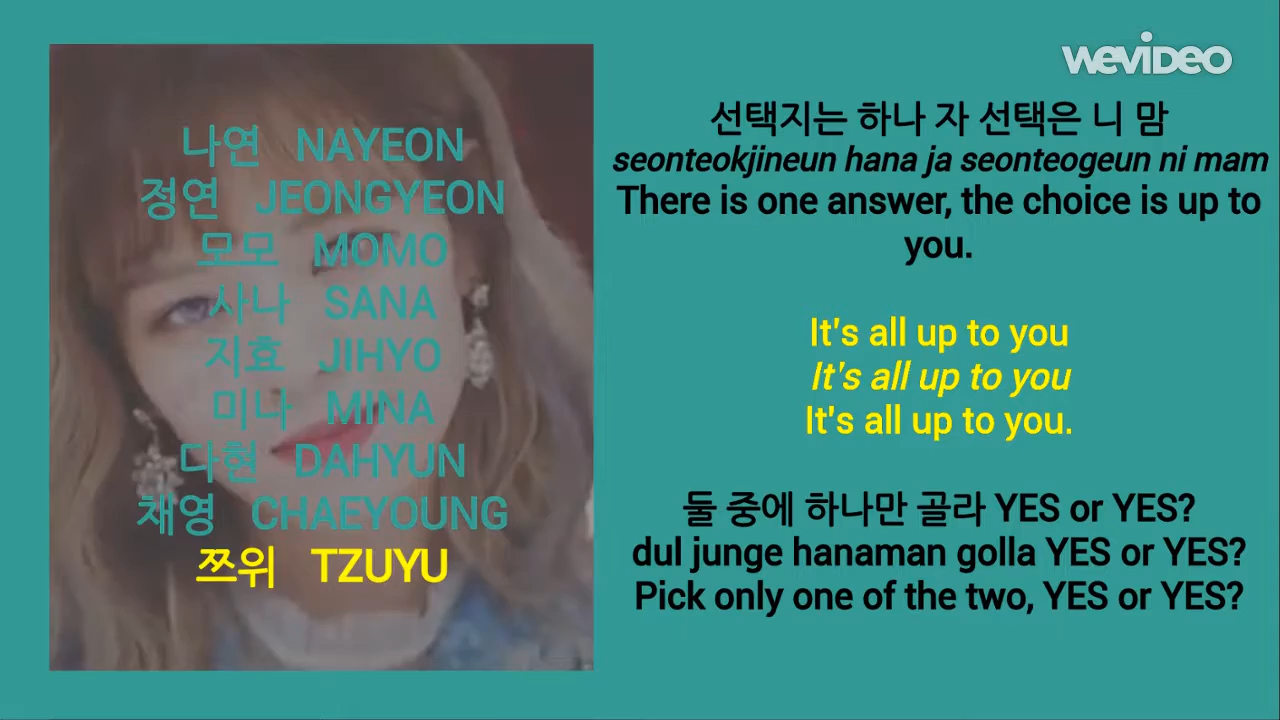 나연 NAYEON
정연 JEONGYEON
모모 MOMO
사나 SANA
지효 JIHYO
미나 MINA
다현 DAHYUN
채영 CHAEYOUNG
쯔위 TZUYU
WEVIDEO
선택지는 하나 자 선택은 니 맘
seonteokjineun hana ja seonteogeun ni mam
There is one answer, the choice is up to
you.
It's all up to you
It's all up to you
It's all up to you.
둘 중에 하나만 골라 YES or YES?
dul junge hanaman golla YES or YES?
Pick only one of the two, YES or YES?